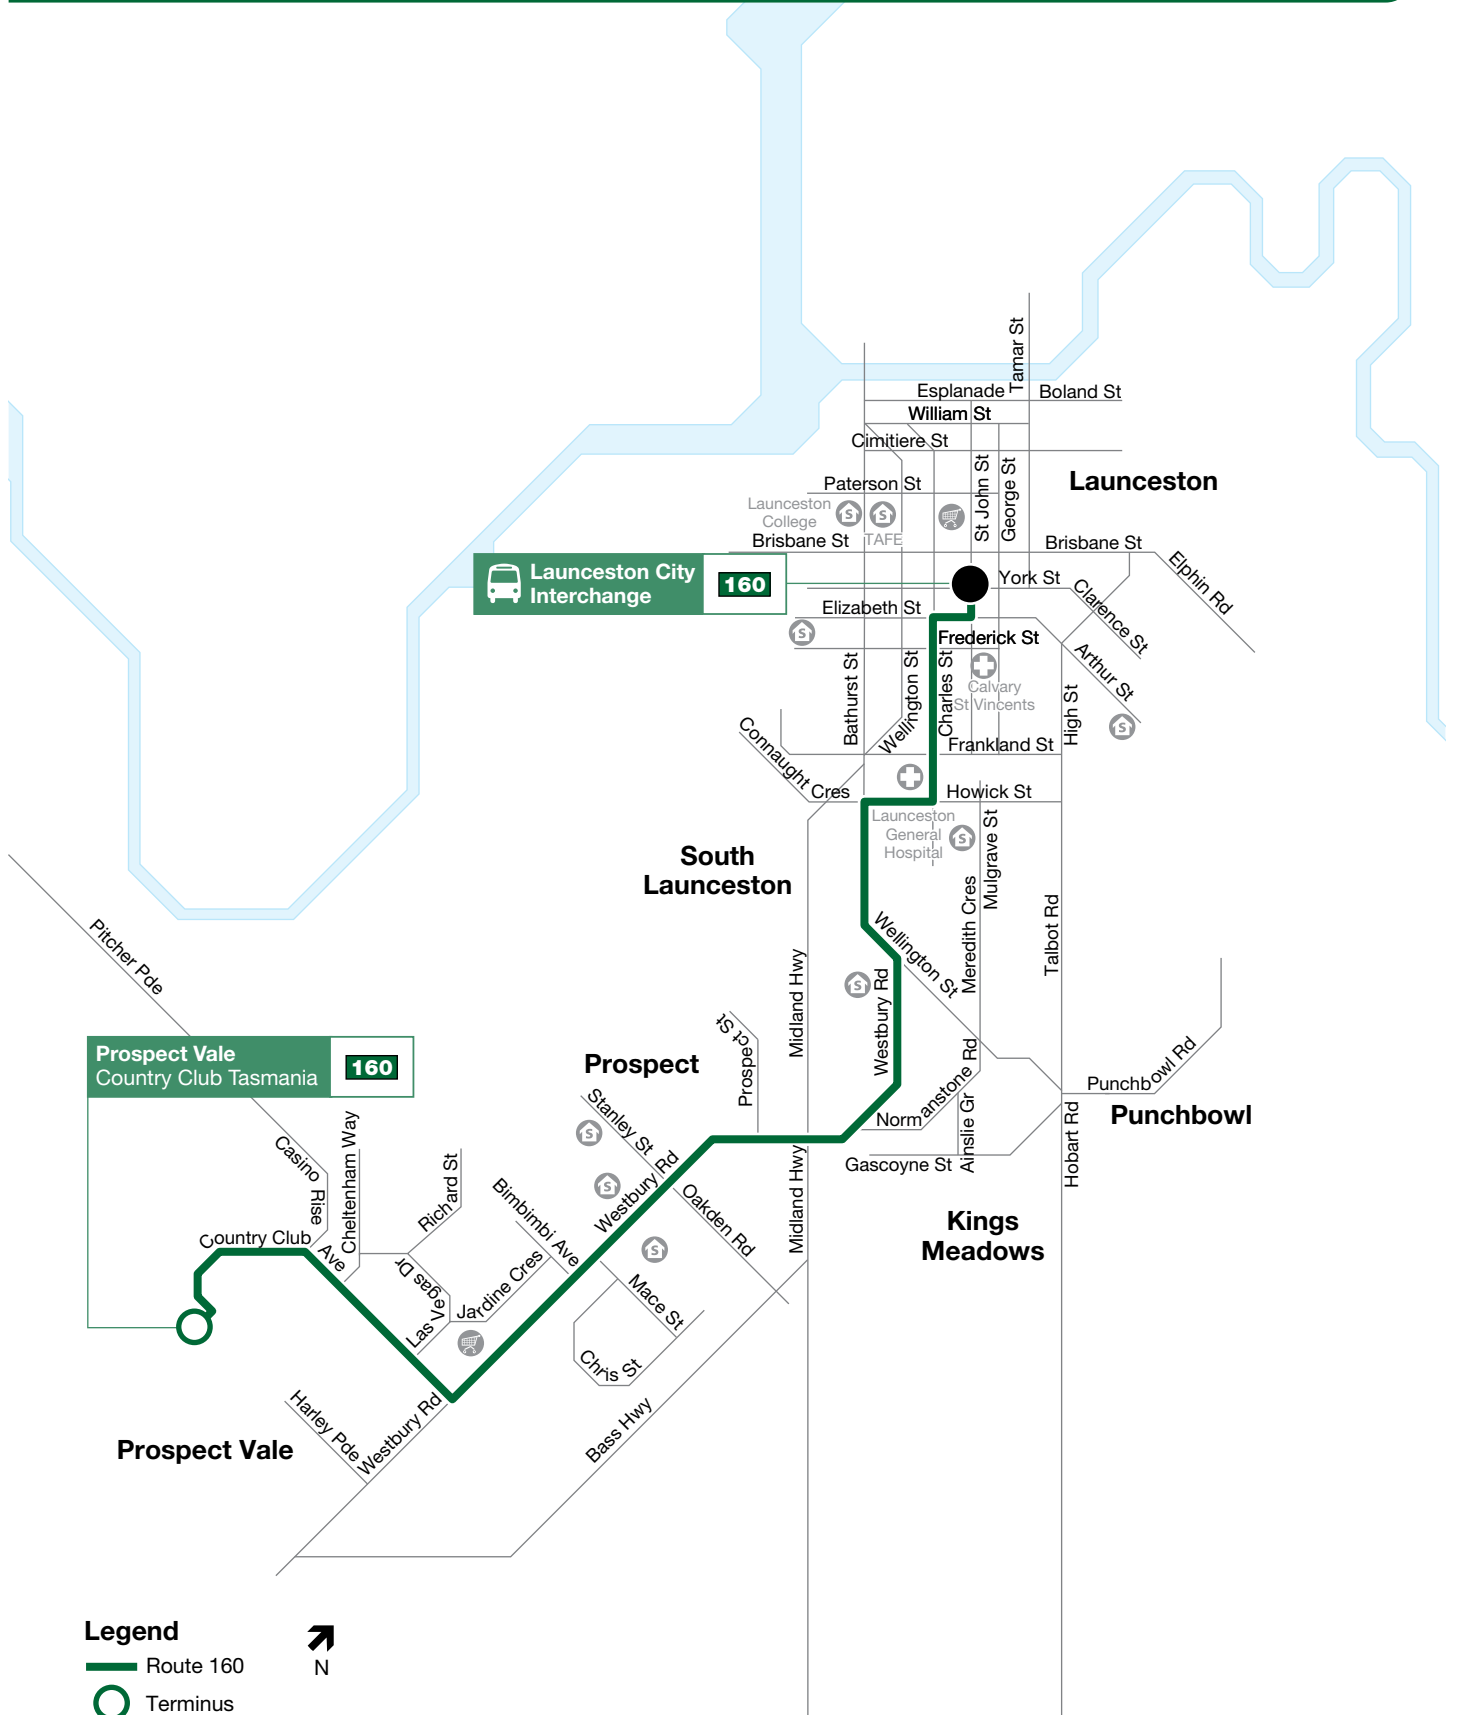 Tamar St
Esplanade
Boland St
William St
Cimitiere St
St John St
George St
Launceston
Paterson St
Launceston
College
S
S
TAFE
Brisbane St
Brisbane St
Elphin Rd
Launceston City
Interchange
160
York St
Clarence St
Elizabeth St
S
Frederick St
Arthur St
Bathurst St
Wellington St
Charles St
Calvary
St Vincents
High St
S
Connaught
Cres
Frankland St
Howick St
Launceston
General
Hospital
S
Mulgrave St
South
Launceston
Meredith Cres
Talbot Rd
Wellington St
Pitcher Pde
Midland Hwy
S
Westbury Rd
Prospect St
Prospect Vale
Country Club Tasmania
160
Prospect
Normanstone Rd
Punchbowl Rd
Punchbowl
Stanley St
S
Ainslie Gr
Hobart Rd
Gascoyne St
Casino Rise
Cheltenham Way
Richard St
Bimbimbi Ave
S
Westbury Rd
Oakden Rd
Midland Hwy
Kings
Meadows
Country Club
Ave
Las Vegas Dr
Jardine Cres
S
Mace St
Chris St
Harley Pde
Westbury Rd
Bass Hwy
Prospect Vale
Legend
N
Route 160
Terminus